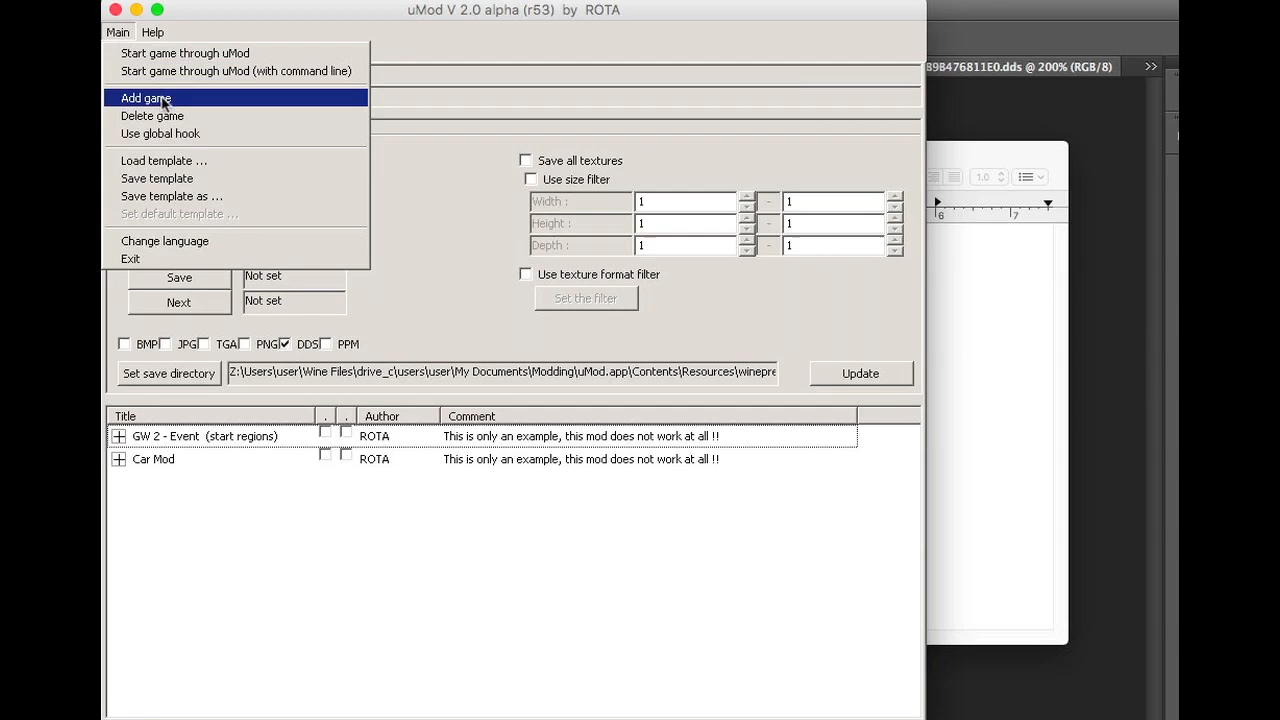 uMod V 2.0 alpha (r53) by ROTA
Main Help
Start game through uMod
Start game through uMod (with command line)
Add game
Delete game
Use global hook
Load template ...
Save template
Save template as ...
Set default template ...
Change language
Exit
9B476811E0.dds @ 200% (RGB/8) >>
1.0
6 7
Save all textures
Use size filter
Width : 1 - 1
Height : 1 - 1
Depth : 1 - 1
Use texture format filter
Set the filter
Save Not set
Next Not set
BMP JPG TGA PNG DDS PPM
Set save directory Z:\Users\user\Wine Files\drive_c\users\user\My Documents\Modding\uMod.app\Contents\Resources\winepre Update
Title . . Author Comment
GW 2 - Event (start regions) ROTA This is only an example, this mod does not work at all !!
Car Mod ROTA This is only an example, this mod does not work at all !!